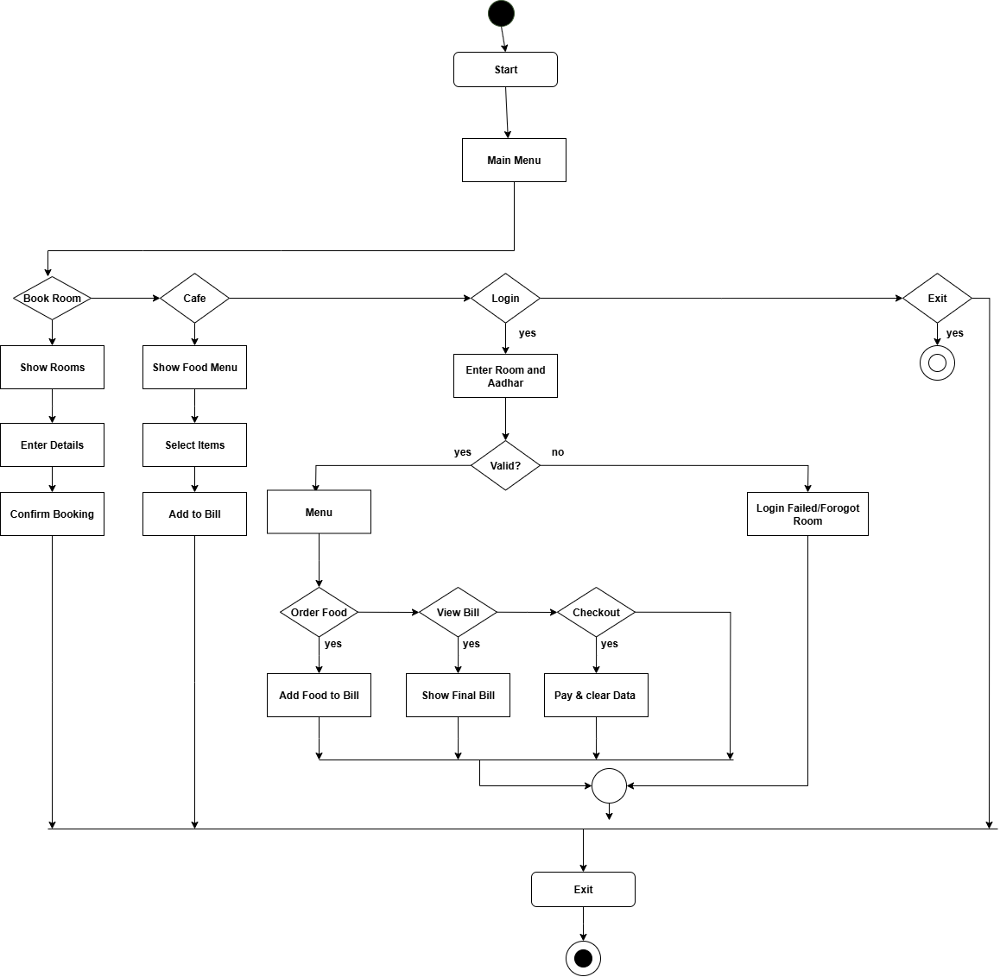 Start
Main Menu
Book Room
Cafe
Login
Exit
yes
yes
Show Rooms
Show Food Menu
Enter Room and
Aadhar
Enter Details
Select Items
yes
no
Valid?
Confirm Booking
Add to Bill
Menu
Login Failed/Forogot
Room
Order Food
View Bill
Checkout
yes
yes
yes
Add Food to Bill
Show Final Bill
Pay & clear Data
Exit